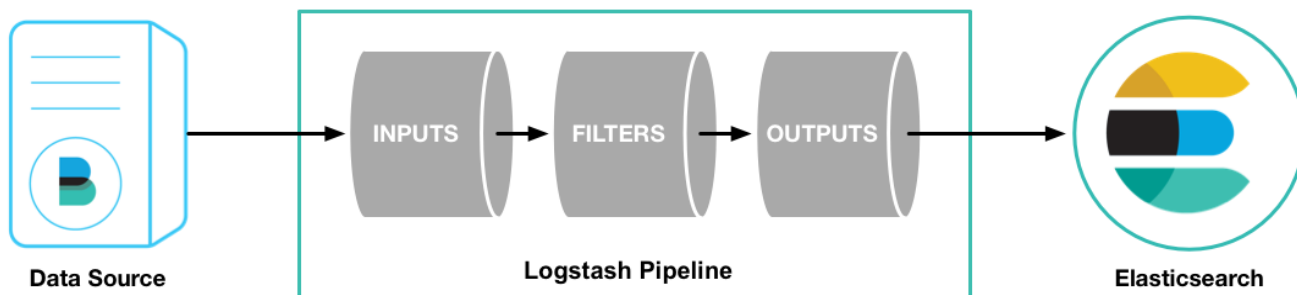 INPUTS
FILTERS
OUTPUTS
Data Source
Logstash Pipeline
Elasticsearch